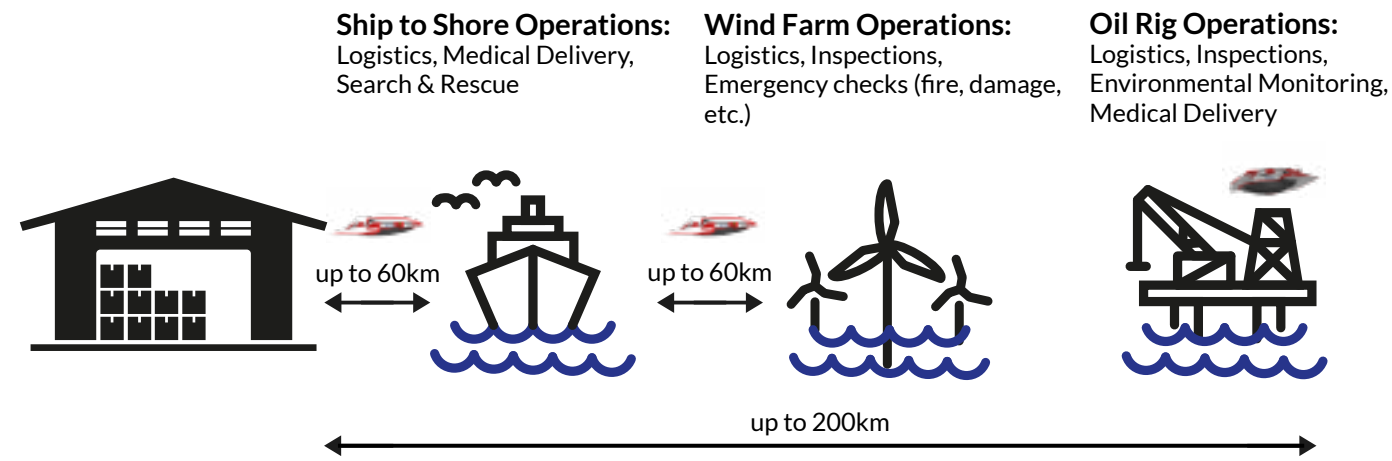 Ship to Shore Operations:
Logistics, Medical Delivery,
Search & Rescue
Wind Farm Operations:
Logistics, Inspections,
Emergency checks (fire, damage,
etc.)
Oil Rig Operations:
Logistics, Inspections,
Environmental Monitoring,
Medical Delivery
up to 60km
up to 60km
up to 200km